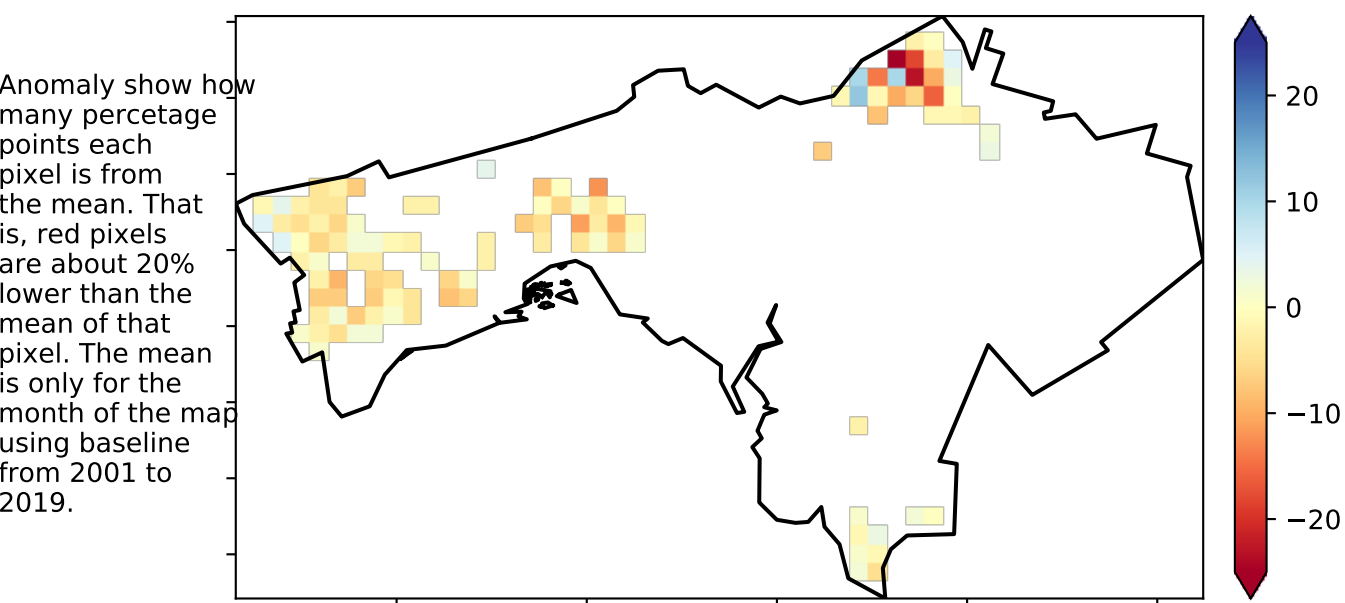 Anomaly show how
many percetage
points each
pixel is from
the mean. That
is, red pixels
are about 20%
lower than the
mean of that
pixel. The mean
is only for the
month of the map
using baseline
from 2001 to
2019.
20
10
0
−10
−20